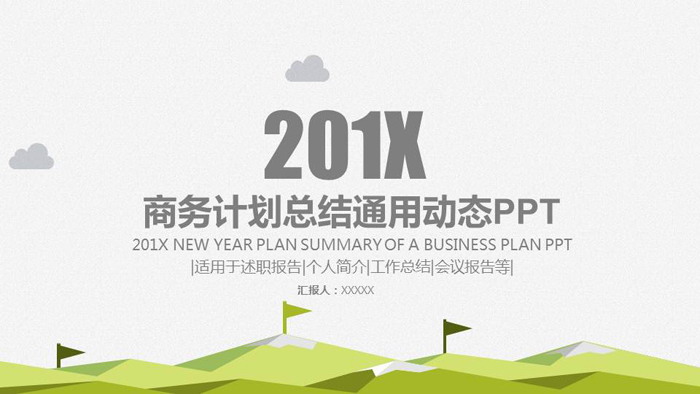 201X
商务计划总结通用动态PPT
201X NEW YEAR PLAN SUMMARY OF A BUSINESS PLAN PPT
|适用于述职报告|个人简介|工作总结|会议报告等|
汇报人：XXXXX